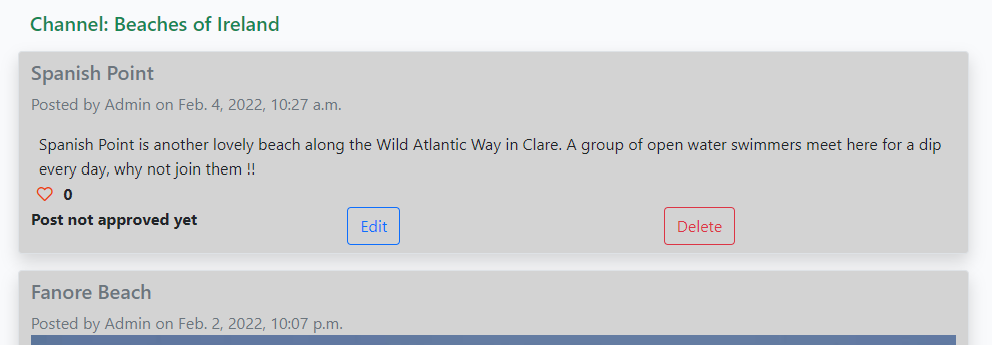 Channel: Beaches of Ireland
Spanish Point
Posted by Admin on Feb. 4, 2022, 10:27 a.m.
Spanish Point is another lovely beach along the Wild Atlantic Way in Clare. A group of open water swimmers meet here for a dip
every day, why not join them !!
0
Post not approved yet
Edit
Delete
Fanore Beach
Posted by Admin on Feb. 2, 2022, 10:07 p.m.